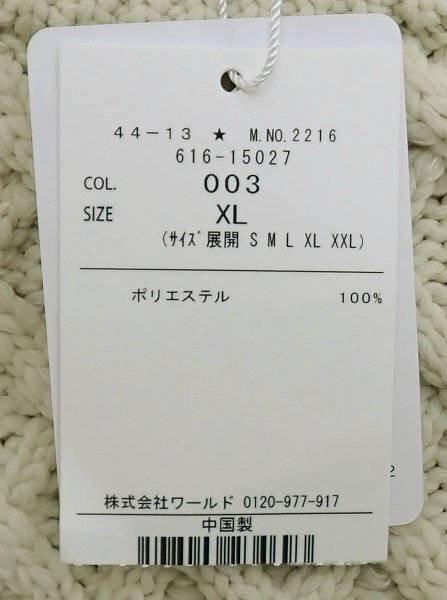 44-13 ★ M.NO.2216
616-15027
COL. 003
SIZE XL
(ｻｲｽﾞ展開 S M L XL XXL)
ポリエステル 100%
2
株式会社ワールド 0120-977-917
中国製